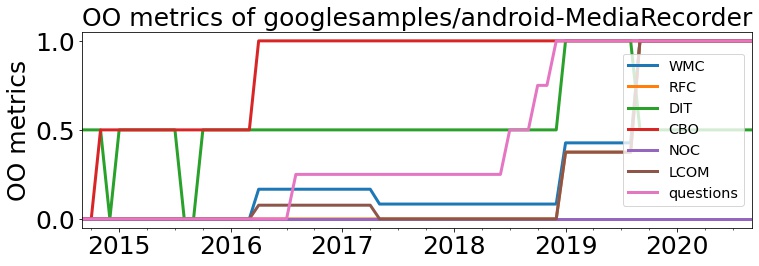 OO metrics of googlesamples/android-MediaRecorder
OO metrics
1.0
0.5
0.0
WMC
RFC
DIT
CBO
NOC
LCOM
questions
2015 2016 2017 2018 2019 2020